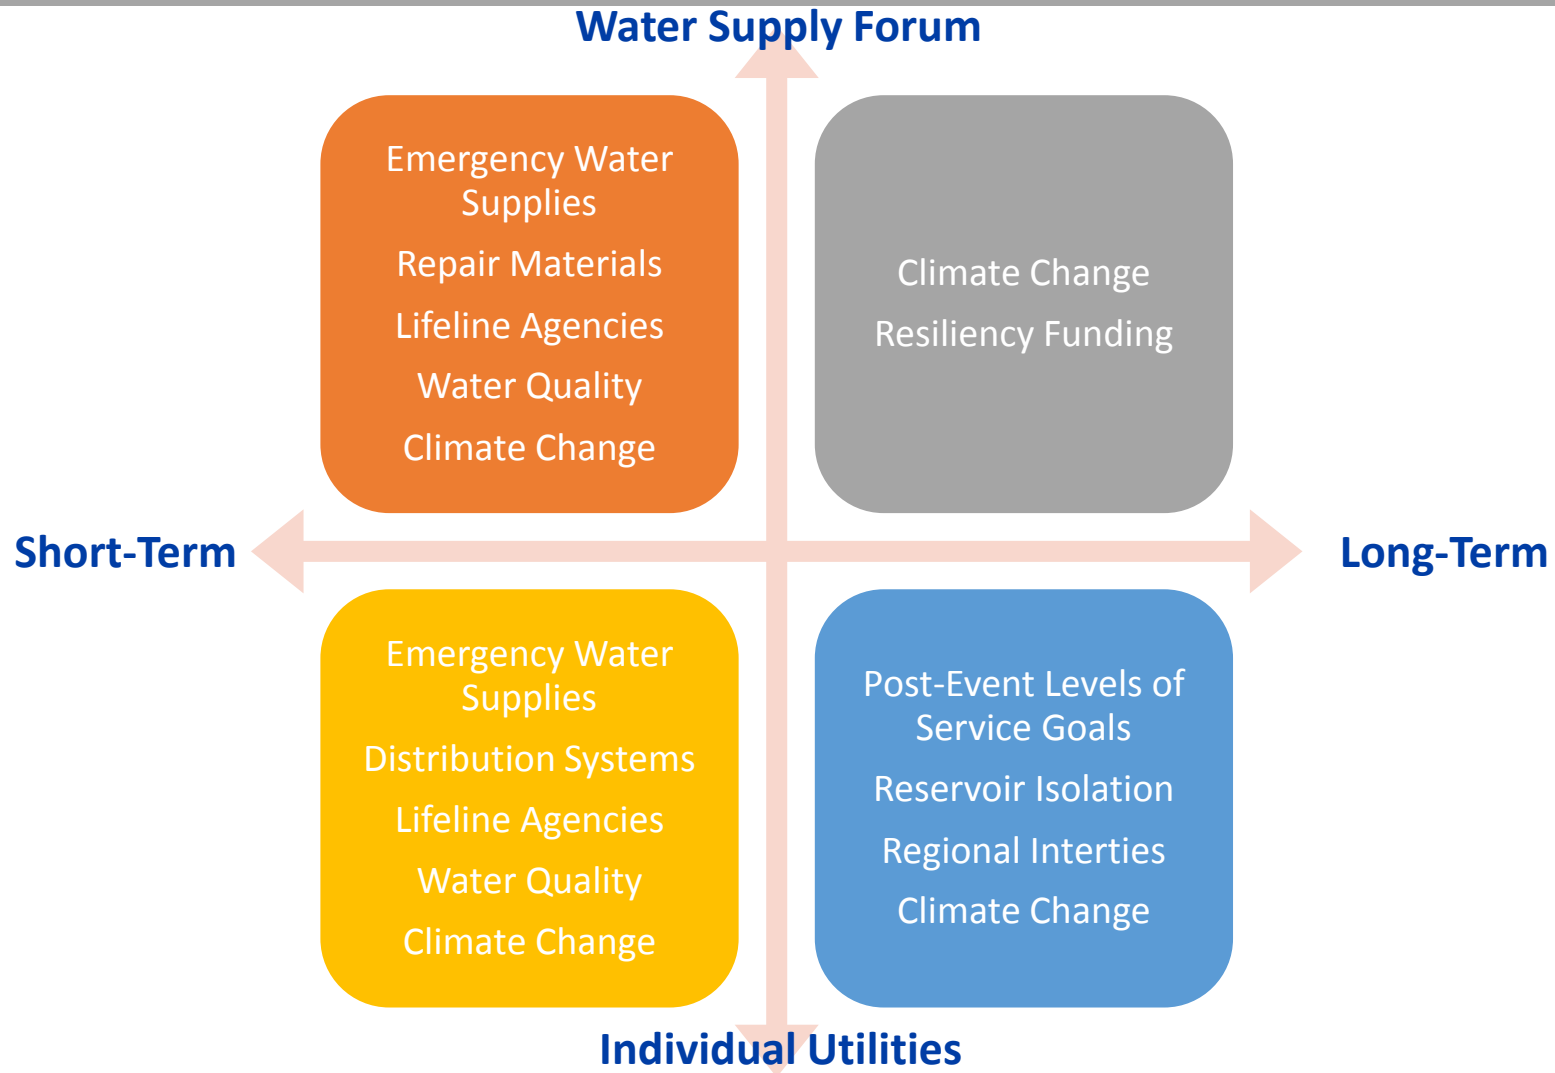 Water Supply Forum
Emergency Water
Supplies
Repair Materials
Lifeline Agencies
Water Quality
Climate Change
Climate Change
Resiliency Funding
Short-Term
Long-Term
Emergency Water
Supplies
Distribution Systems
Lifeline Agencies
Water Quality
Climate Change
Post-Event Levels of
Service Goals
Reservoir Isolation
Regional Interties
Climate Change
Individual Utilities